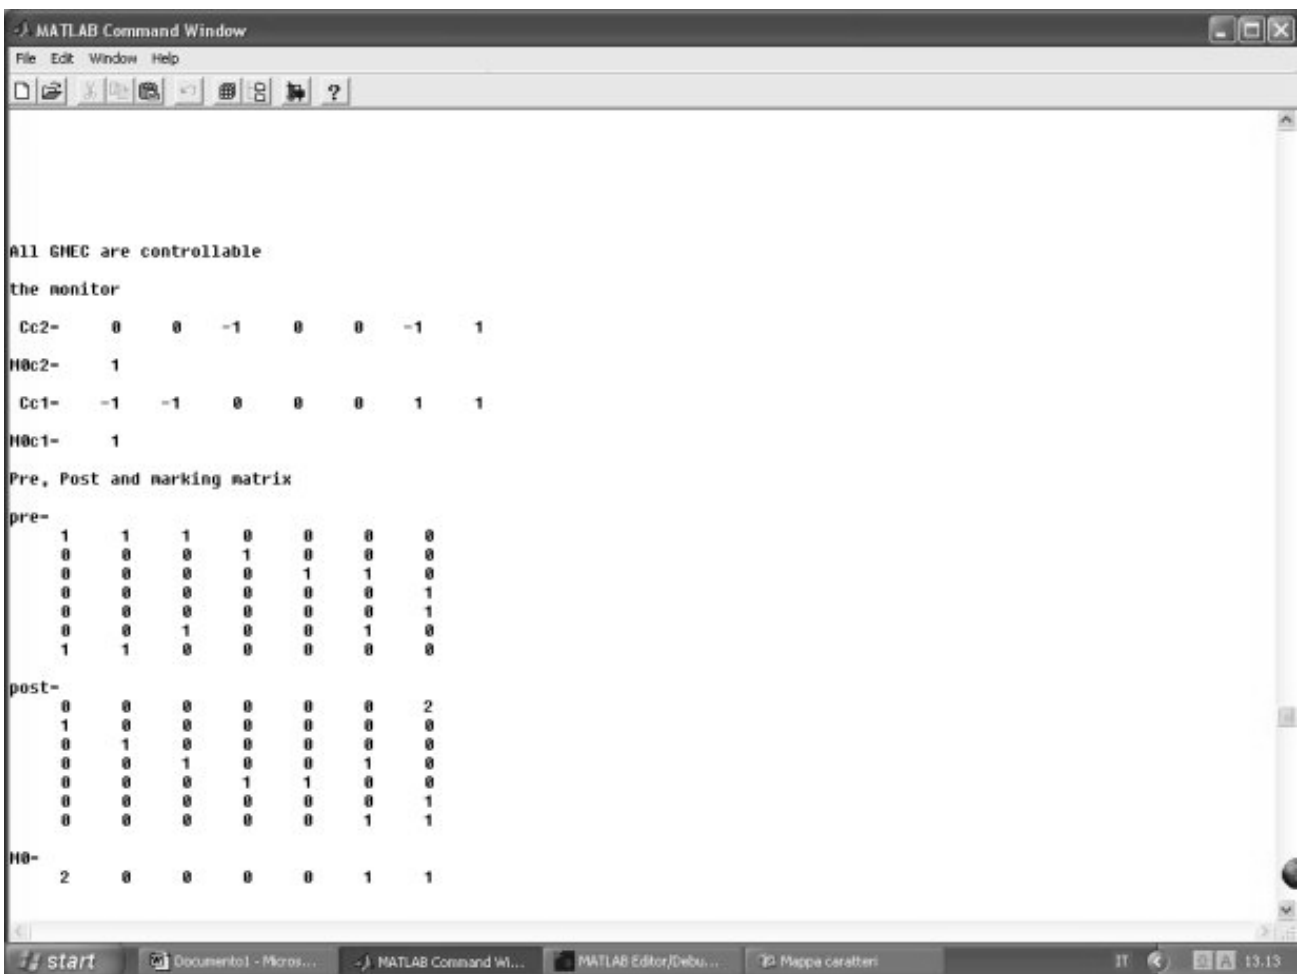 MATLAB Command Window
File Edit Window Help
?
All GMEC are controllable
the monitor
Cc2= 0 0 -1 0 0 -1 1
M0c2= 1
Cc1= -1 -1 0 0 0 1 1
M0c1= 1
Pre, Post and marking matrix
pre=
1 1 1 0 0 0 0
0 0 0 1 0 0 0
0 0 0 0 1 1 0
0 0 0 0 0 0 1
0 0 0 0 0 0 1
0 0 1 0 0 1 0
1 1 0 0 0 0 0
post=
0 0 0 0 0 0 2
1 0 0 0 0 0 0
0 1 0 0 0 0 0
0 0 1 0 0 1 0
0 0 0 1 1 0 0
0 0 0 0 0 0 1
0 0 0 0 0 1 1
M0=
2 0 0 0 0 1 1
start Documento1 - Micros... MATLAB Command Wi... MATLAB Editor/Debu... Mappa caratteri IT 13.13